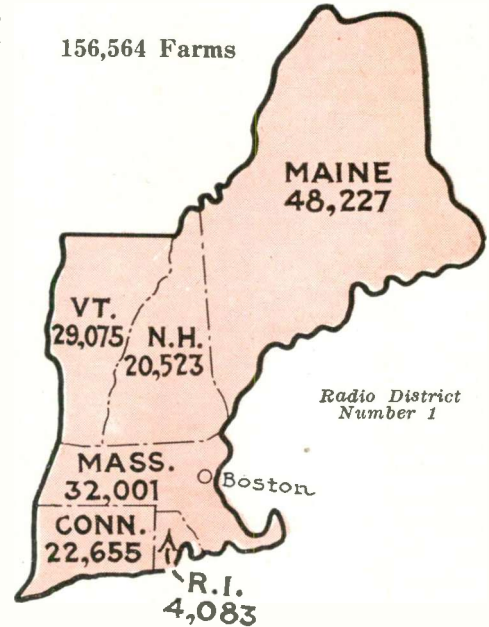 156,564 Farms
MAINE
48,227
VT.
29,075
N.H.
20,523
Radio District
Number 1
MASS.
32,001
Boston
CONN.
22,655
R.I.
4,083